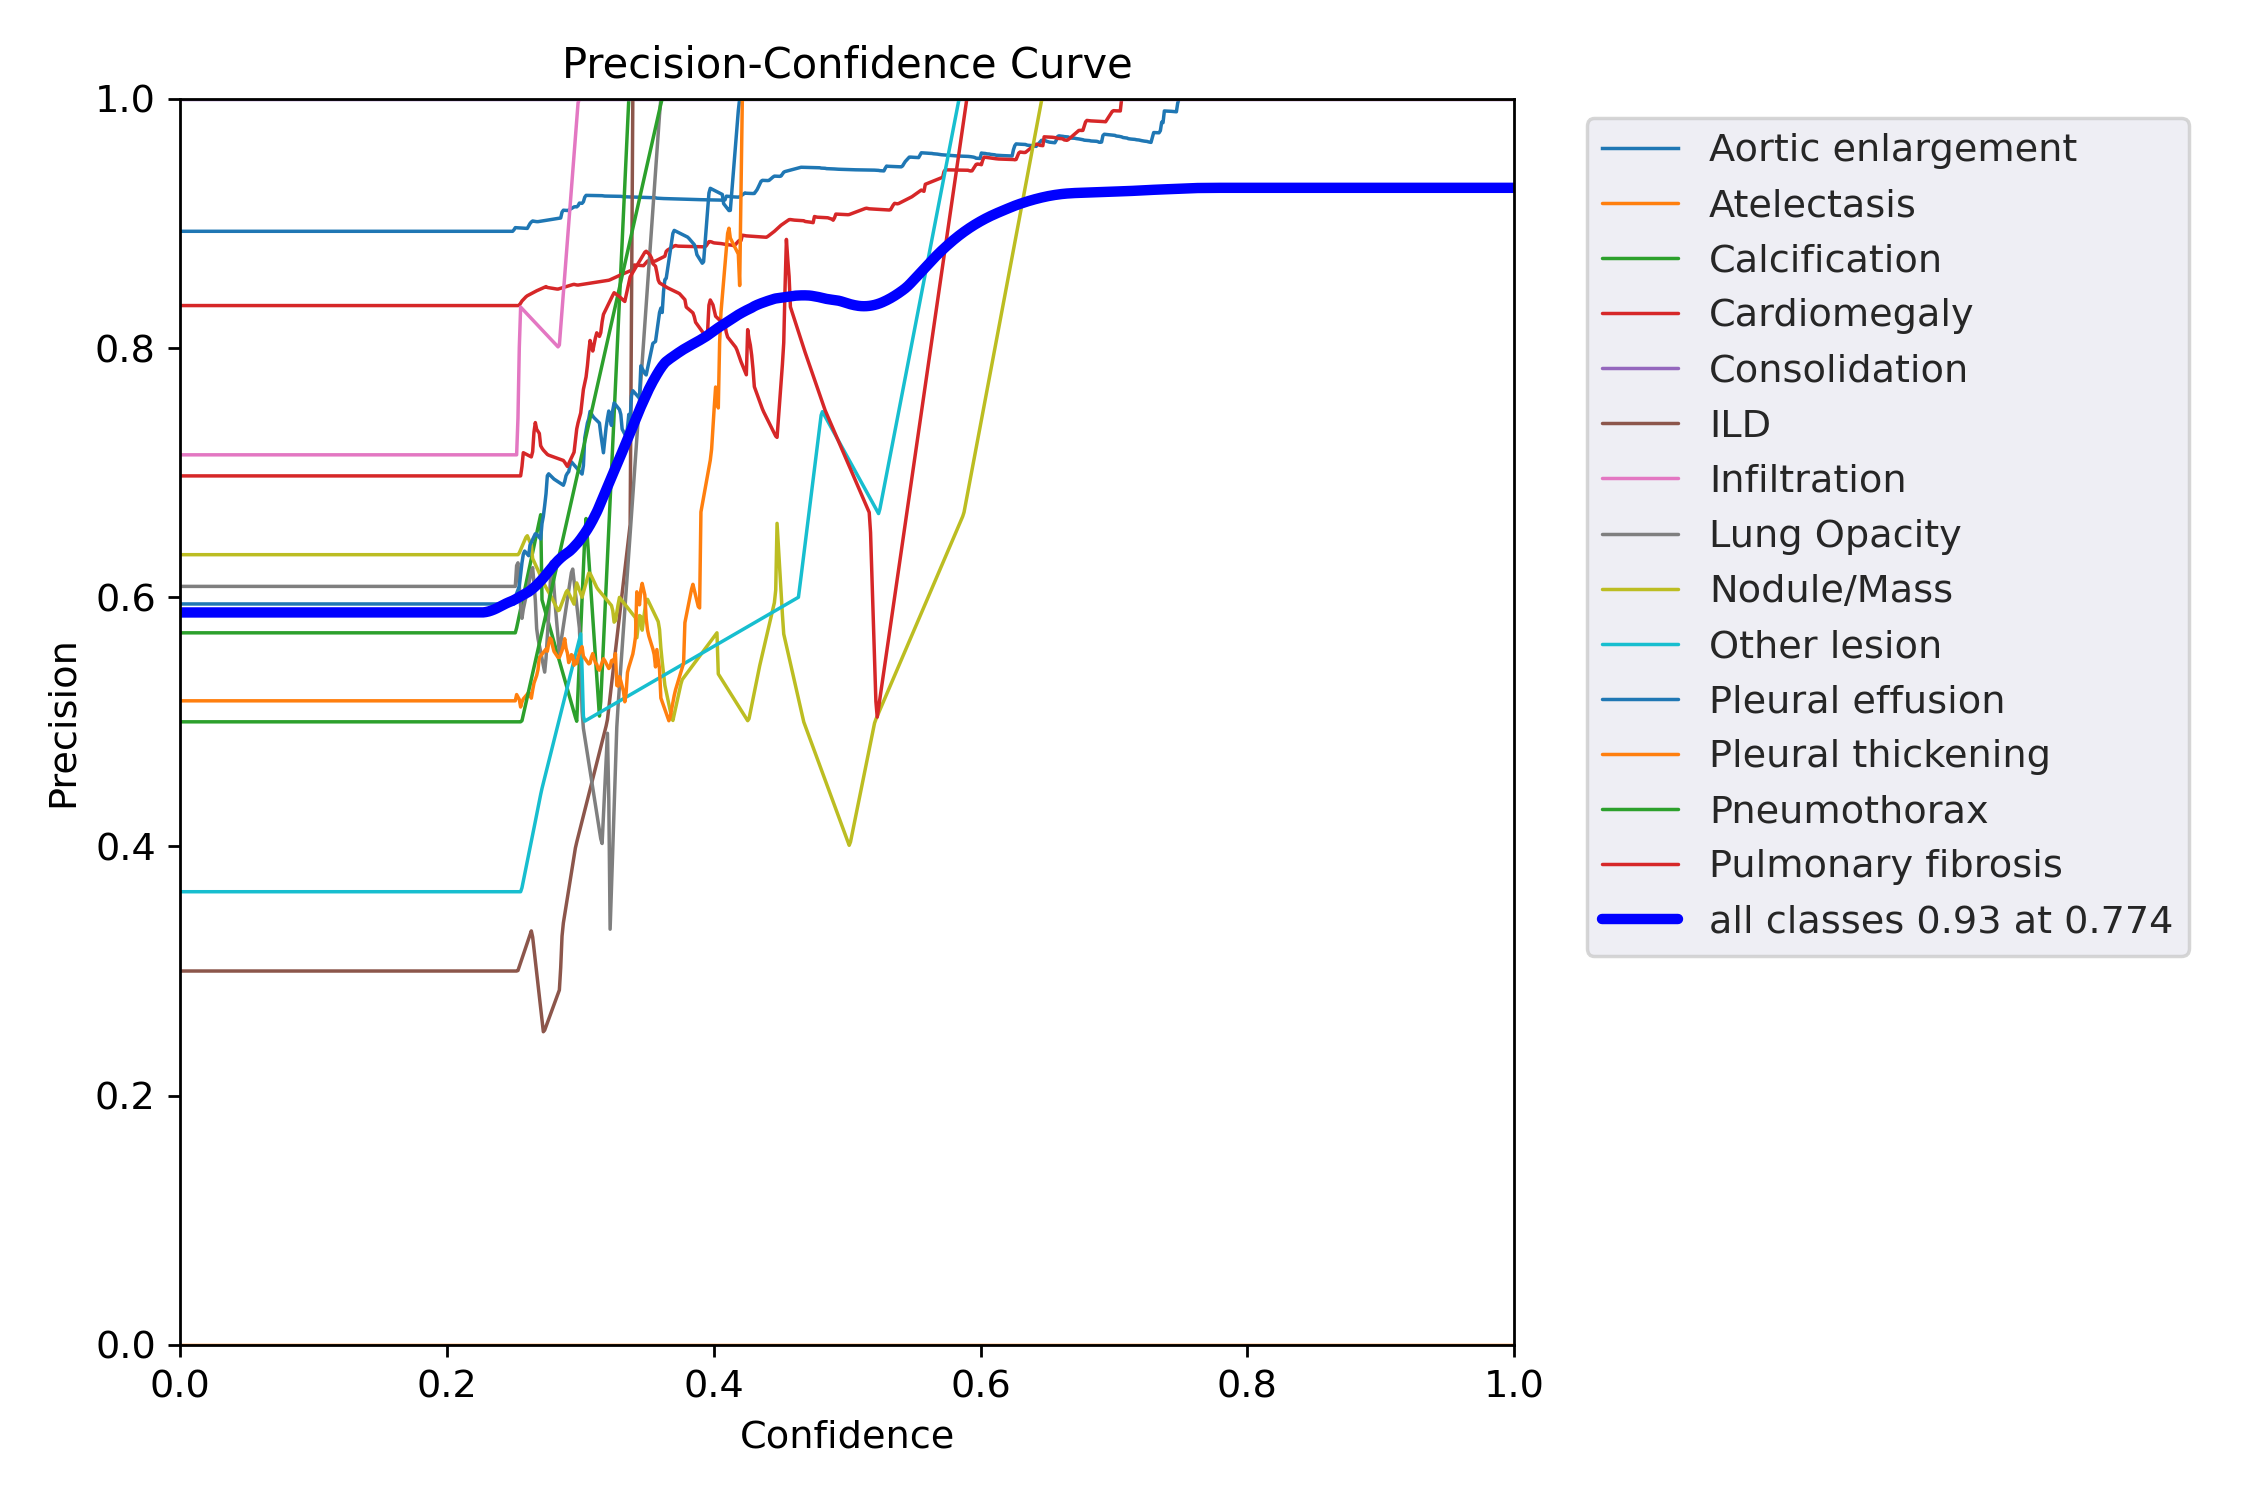 Precision-Confidence Curve
1.0
0.8
0.6
0.4
0.2
0.0
Precision
0.0 0.2 0.4 0.6 0.8 1.0
Confidence
Aortic enlargement
Atelectasis
Calcification
Cardiomegaly
Consolidation
ILD
Infiltration
Lung Opacity
Nodule/Mass
Other lesion
Pleural effusion
Pleural thickening
Pneumothorax
Pulmonary fibrosis
all classes 0.93 at 0.774